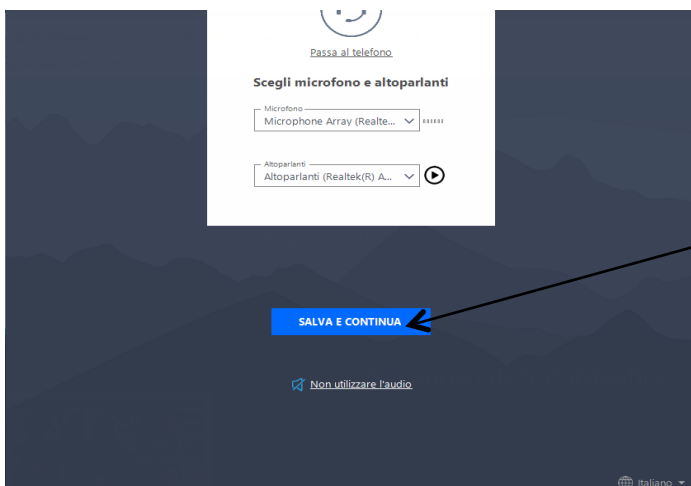 Passa al telefono
Scegli microfono e altoparlanti
Microfono
Microphone Array (Realte...
Altoparlanti
Altoparlanti (Realtek(R) A...
SALVA E CONTINUA
Non utilizzare l'audio
Italiano